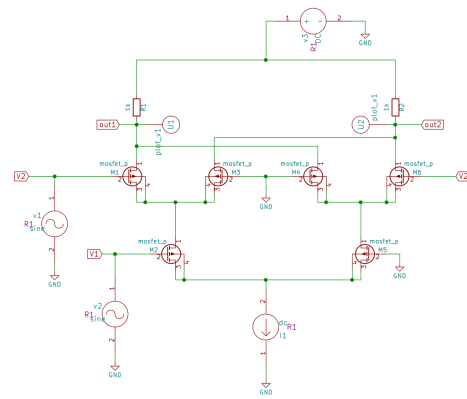 1 + - 2
v3
DC
R1
GND
1k
R1
plot_v1
U1
out1
plot_v1
U2
1k
R2
out2
V2
mosfet_p
M1
mosfet_p
M3
mosfet_p
M4
mosfet_p
M6
V2
GND
v1
R1
sine
GND
V1
mosfet_p
M2
mosfet_p
M5
GND
v2
R1
sine
GND
2
dc
R1
I1
1
GND